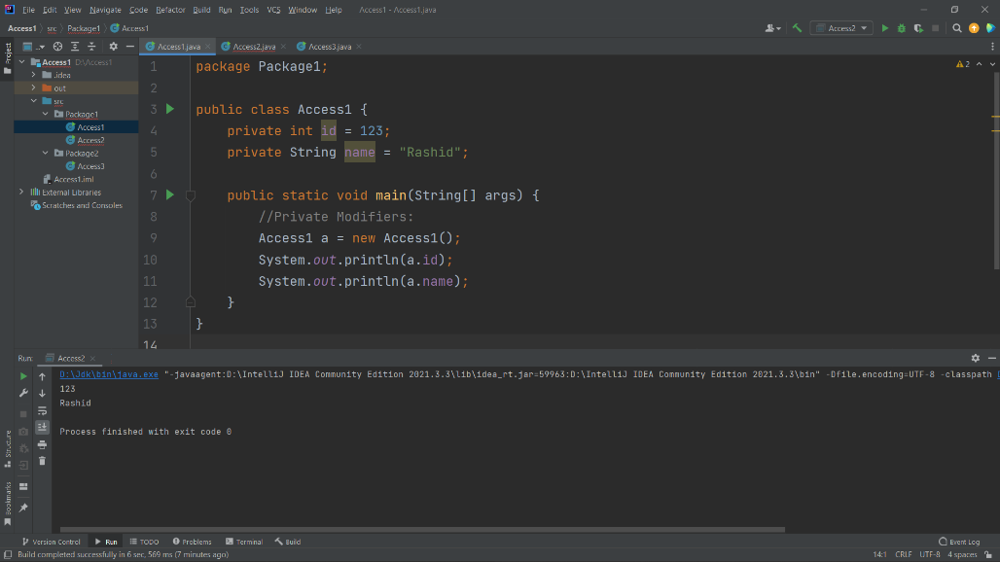 File Edit View Navigate Code Refactor Build Run Tools VCS Window Help Access1 - Access1.java
Access1 src Package1 Access1 Access2
Project Access1.java Access2.java Access3.java
Access1 D:\Access1
.idea
out
src
Package1
Access1
Access2
Package2
Access3
Access1.iml
External Libraries
Scratches and Consoles
1 package Package1; 2
2
3 public class Access1 {
4 private int id = 123;
5 private String name = "Rashid";
6
7 public static void main(String[] args) {
8 //Private Modifiers:
9 Access1 a = new Access1();
10 System.out.println(a.id);
11 System.out.println(a.name);
12 }
13 }
14
Run: Access2
D:\Jdk\bin\java.exe "-javaagent:D:\IntelliJ IDEA Community Edition 2021.3.3\lib\idea_rt.jar=59963:D:\IntelliJ IDEA Community Edition 2021.3.3\bin" -Dfile.encoding=UTF-8 -classpath
123
Rashid
Process finished with exit code 0
Structure
Bookmarks
Version Control Run TODO Problems Terminal Build Event Log
Build completed successfully in 6 sec, 569 ms (7 minutes ago) 14:1 CRLF UTF-8 4 spaces